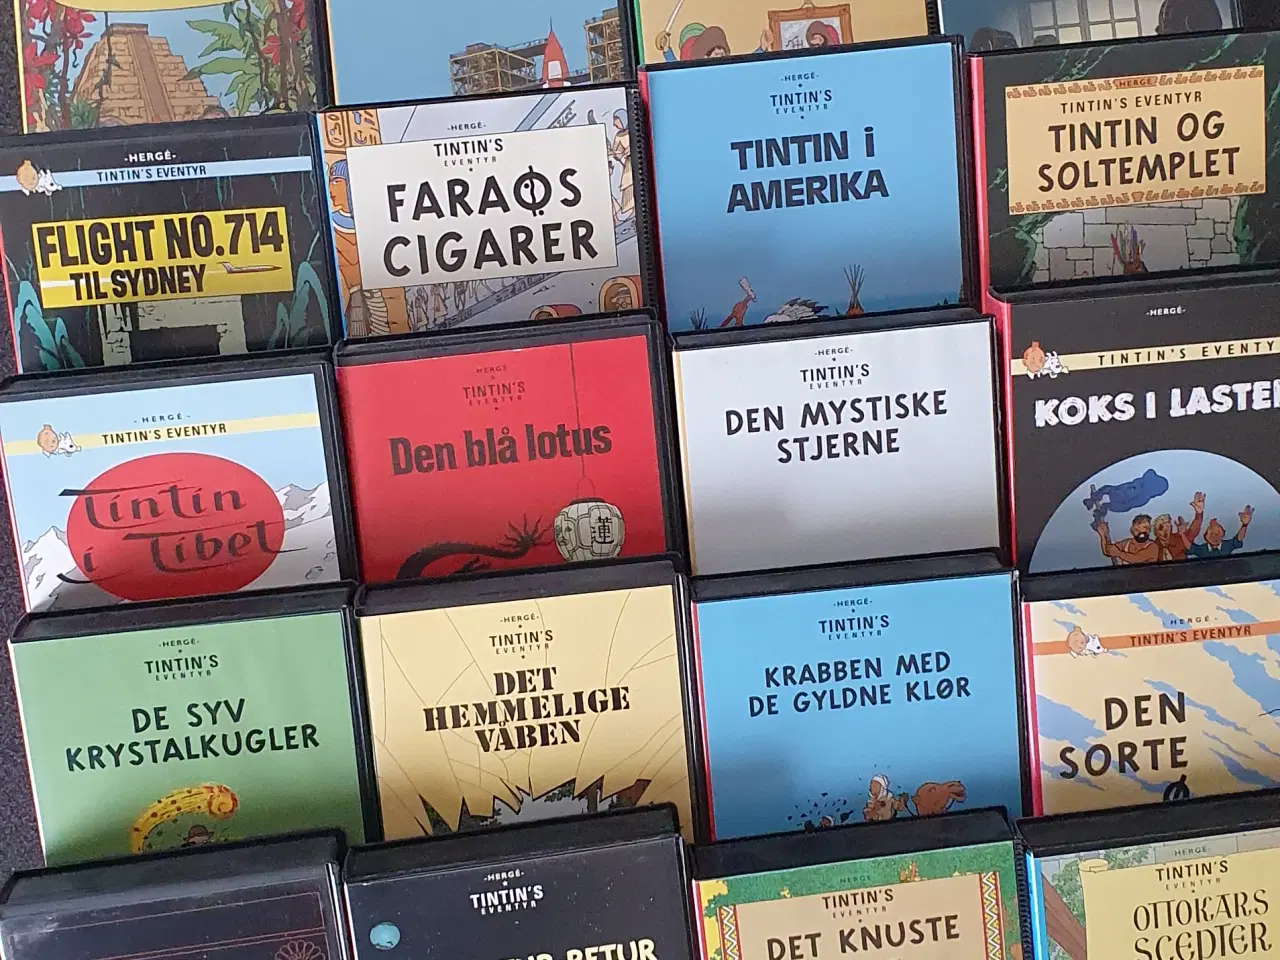 -HERGÉ-
TINTIN'S EVENTYR
FLIGHT NO. 714
TIL SYDNEY
-HERGÉ-
TINTIN'S
EVENTYR
FARAOS
CIGARER
-HERGÉ-
TINTIN'S
EVENTYR
TINTIN i
AMERIKA
HERGÉ
TINTIN'S EVENTYR
TINTIN OG
SOLTEMPLET
-HERGÉ-
TINTIN'S EVENTYR
Tintin
i Tibet
HERGÉ
TINTIN'S
EVENTYR
Den blå lotus
蓮
-HERGÉ-
TINTIN'S
EVENTYR
DEN MYSTISKE
STJERNE
-HERGÉ-
TINTIN'S EVENTY
KOKS I LASTE
-HERGÉ-
TINTIN'S
EVENTYR
DE SYV
KRYSTALKUGLER
-HERGÉ-
TINTIN'S
EVENTYR
DET
HEMMELIGE
VÅBEN
-HERGÉ-
TINTIN'S
EVENTYR
KRABBEN MED
DE GYLDNE KLØR
HERGÉ
TINTIN'S EVENTYR
DEN
SORTE
Ø
-HERGÉ-
TINTIN'S
EVENTYR
RETUR
HERGÉ
TINTIN'S
EVENTYR
DET KNUSTE
HERGÉ
TINTIN'S
EVENTYR
OTTOKARS
SCEPTER